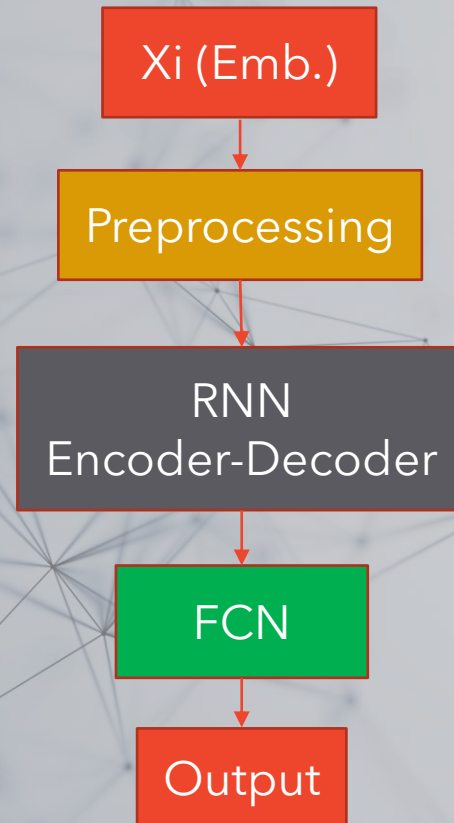 Xi (Emb.)
Preprocessing
RNN
Encoder-Decoder
FCN
Output